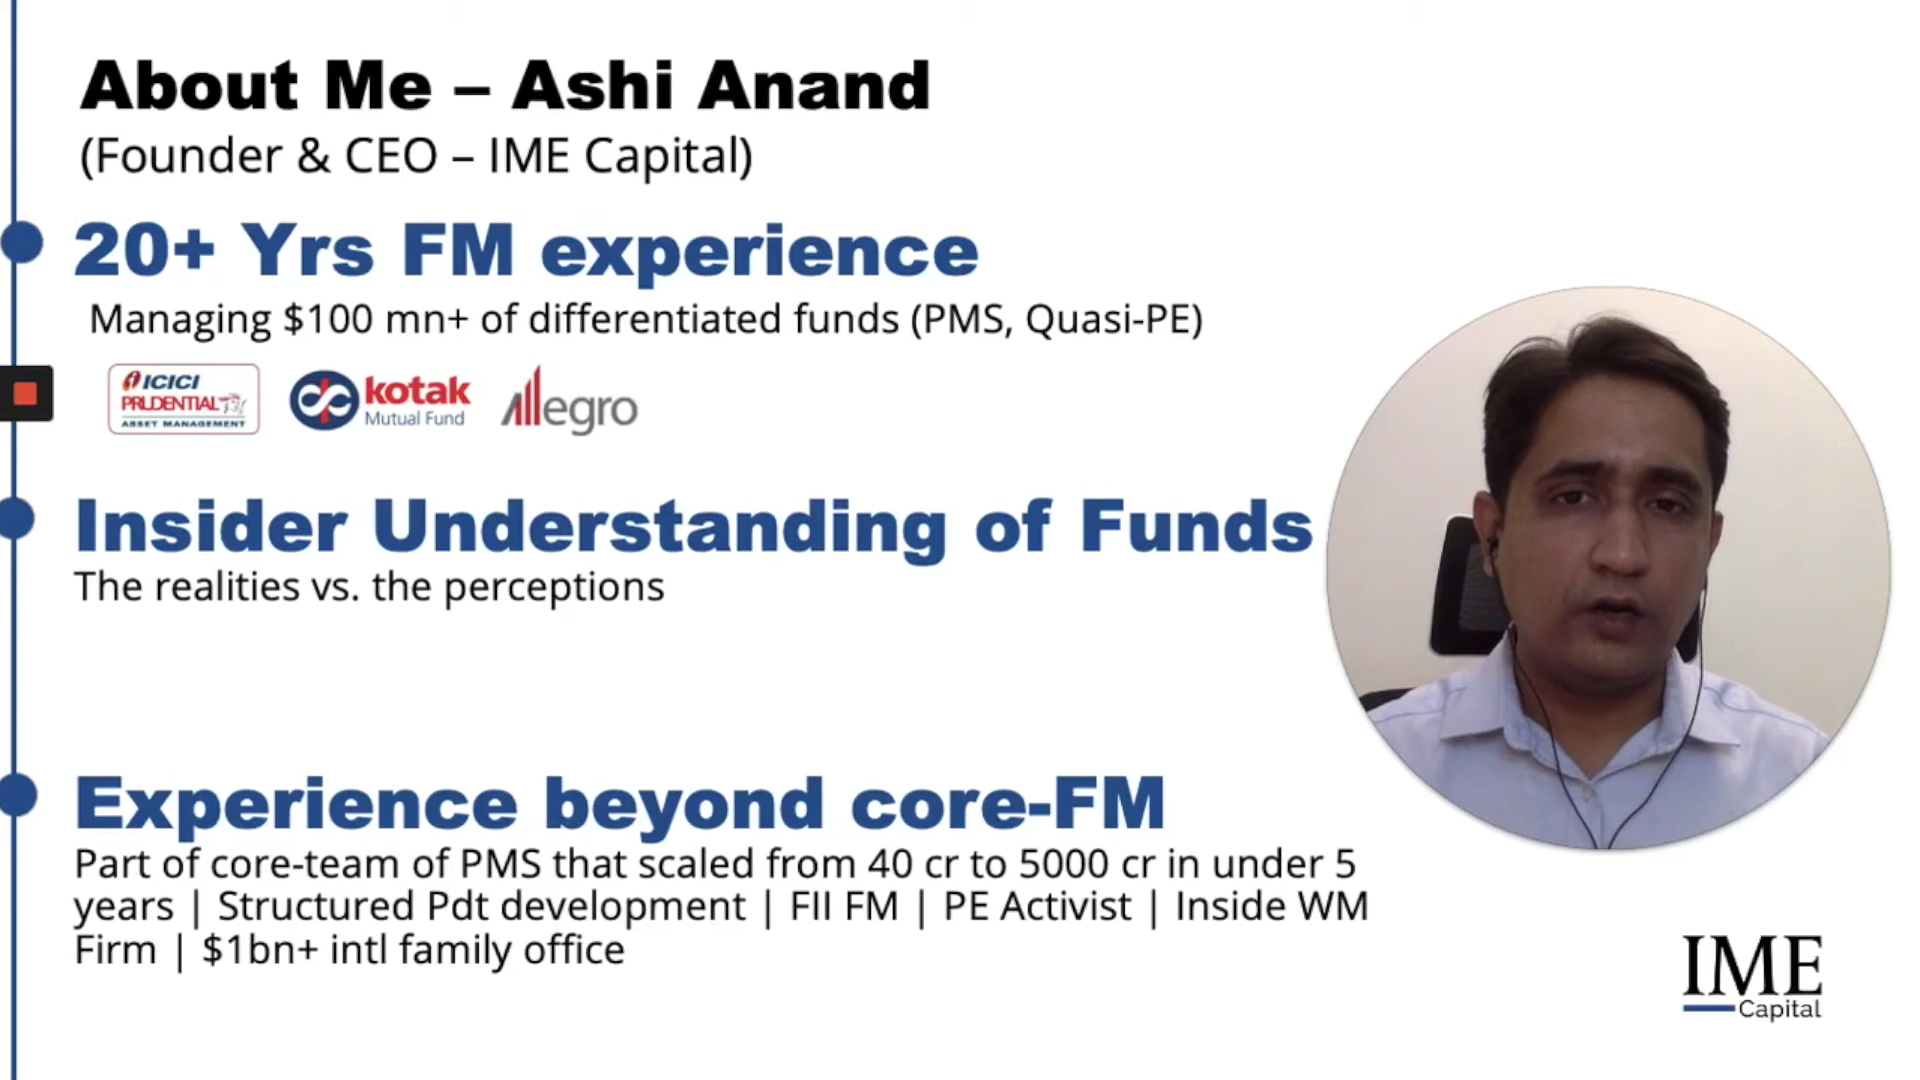 About Me – Ashi Anand
(Founder & CEO – IME Capital)
20+ Yrs FM experience
Managing $100 mn+ of differentiated funds (PMS, Quasi-PE)
ICICI
PRUDENTIAL
ASSET MANAGEMENT
kotak
Mutual Fund
Allegro
Insider Understanding of Funds
The realities vs. the perceptions
Experience beyond core-FM
Part of core-team of PMS that scaled from 40 cr to 5000 cr in under 5
years | Structured Pdt development | FII FM | PE Activist | Inside WM
Firm | $1bn+ intl family office
IME
Capital